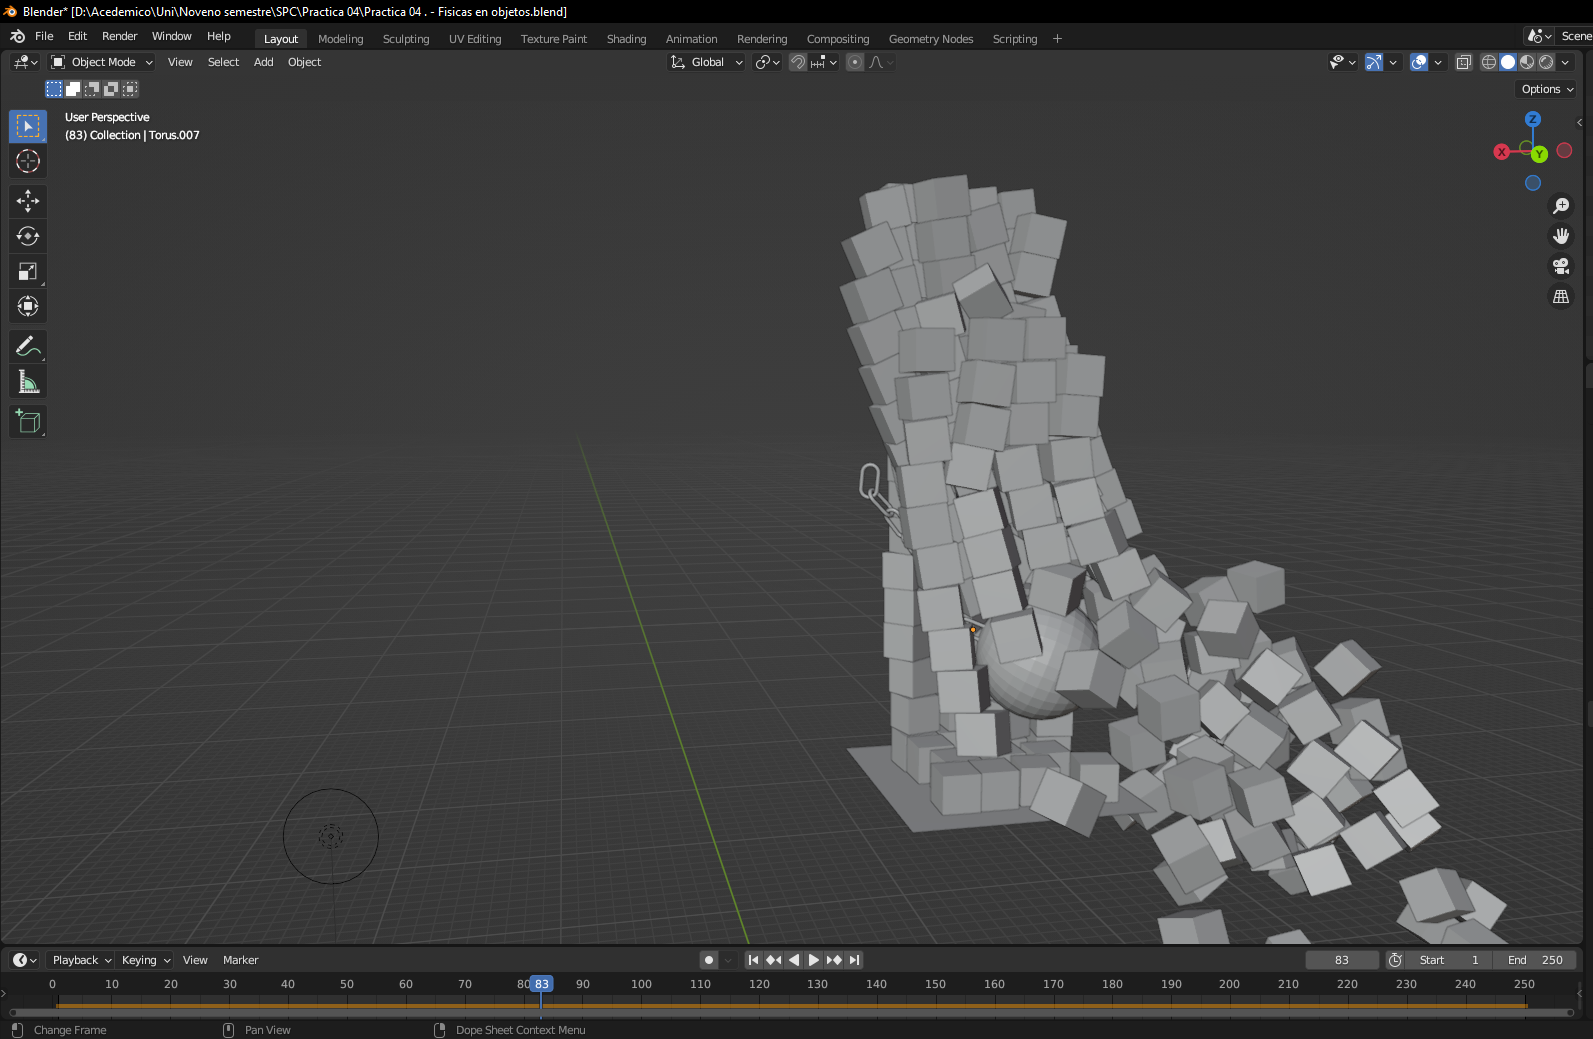 Blender* [D:\Acedemico\Uni\Noveno semestre\SPC\Practica 04\Practica 04 . - Fisicas en objetos.blend]
File Edit Render Window Help Layout Modeling Sculpting UV Editing Texture Paint Shading Animation Rendering Compositing Geometry Nodes Scripting + Scene
Object Mode View Select Add Object Global
Options
User Perspective
(83) Collection | Torus.007
Z
X Y
Playback Keying View Marker 83 Start 1 End 250
0 10 20 30 40 50 60 70 80 83 90 100 110 120 130 140 150 160 170 180 190 200 210 220 230 240 250
Change Frame Pan View Dope Sheet Context Menu